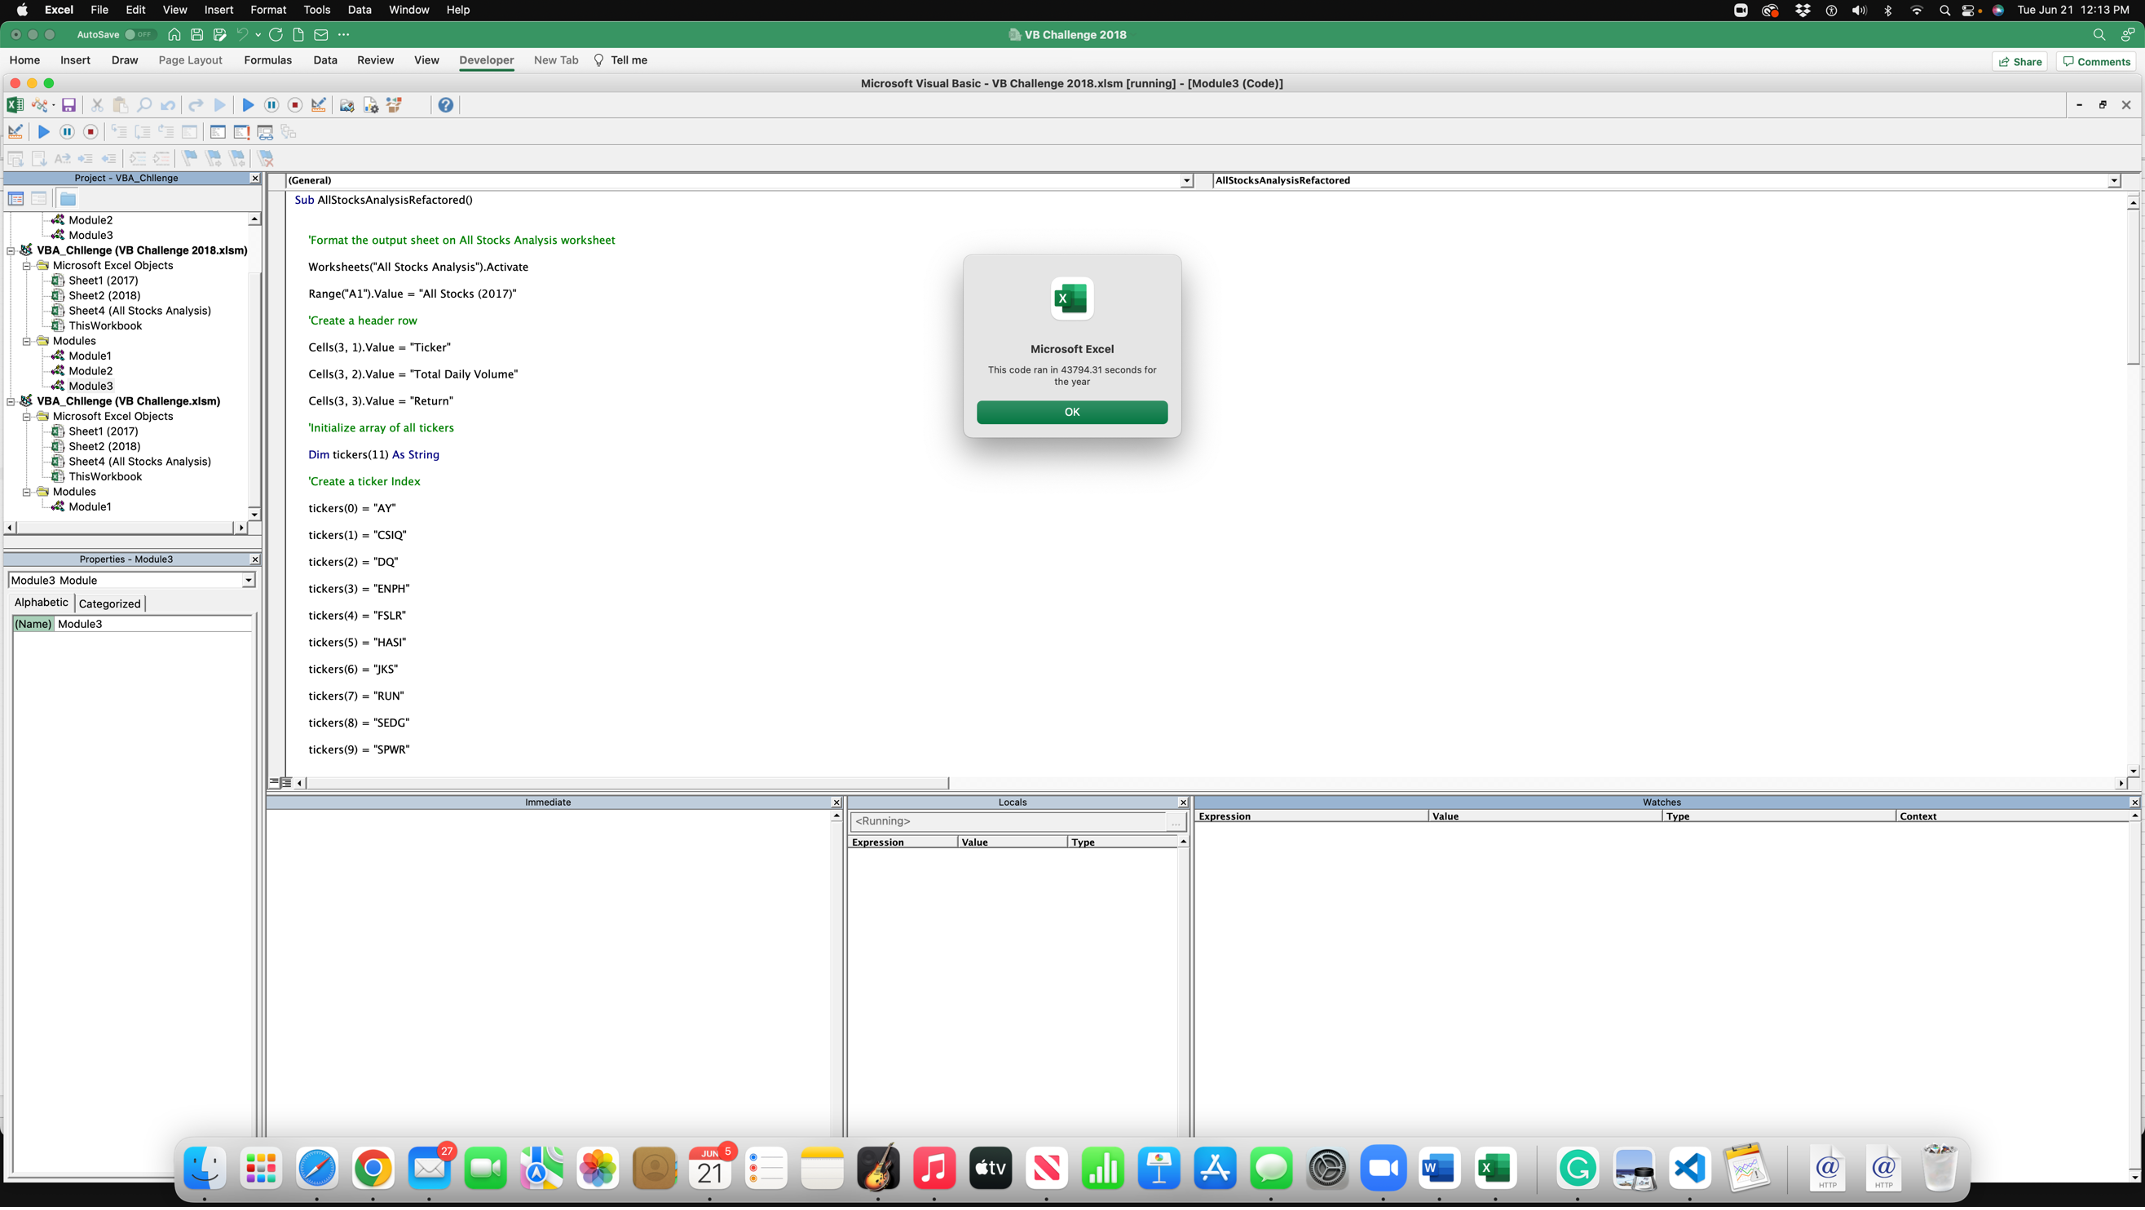 Excel File Edit View Insert Format Tools Data Window Help Tue Jun 21 12:13 PM
AutoSave OFF VB Challenge 2018
Home Insert Draw Page Layout Formulas Data Review View Developer New Tab Tell me Share Comments
Microsoft Visual Basic - VB Challenge 2018.xlsm [running] - [Module3 (Code)]
Project - VBA_Chllenge
Module2
Module3
VBA_Chllenge (VB Challenge 2018.xlsm)
Microsoft Excel Objects
Sheet1 (2017)
Sheet2 (2018)
Sheet4 (All Stocks Analysis)
ThisWorkbook
Modules
Module1
Module2
Module3
VBA_Chllenge (VB Challenge.xlsm)
Microsoft Excel Objects
Sheet1 (2017)
Sheet2 (2018)
Sheet4 (All Stocks Analysis)
ThisWorkbook
Modules
Module1
Properties - Module3
Module3 Module
Alphabetic Categorized
(Name) Module3
(General) AllStocksAnalysisRefactored
Sub AllStocksAnalysisRefactored()
'Format the output sheet on All Stocks Analysis worksheet
Worksheets("All Stocks Analysis").Activate
Range("A1").Value = "All Stocks (2017)"
'Create a header row
Cells(3, 1).Value = "Ticker"
Cells(3, 2).Value = "Total Daily Volume"
Cells(3, 3).Value = "Return"
'Initialize array of all tickers
Dim tickers(11) As String
'Create a ticker Index
tickers(0) = "AY"
tickers(1) = "CSIQ"
tickers(2) = "DQ"
tickers(3) = "ENPH"
tickers(4) = "FSLR"
tickers(5) = "HASI"
tickers(6) = "JKS"
tickers(7) = "RUN"
tickers(8) = "SEDG"
tickers(9) = "SPWR"
Microsoft Excel
This code ran in 43794.31 seconds for
the year
OK
Immediate
Locals
<Running> ...
Expression Value Type
Watches
Expression Value Type Context
27
JUN 5
21
tv
W
X
@ HTTP
@ HTTP